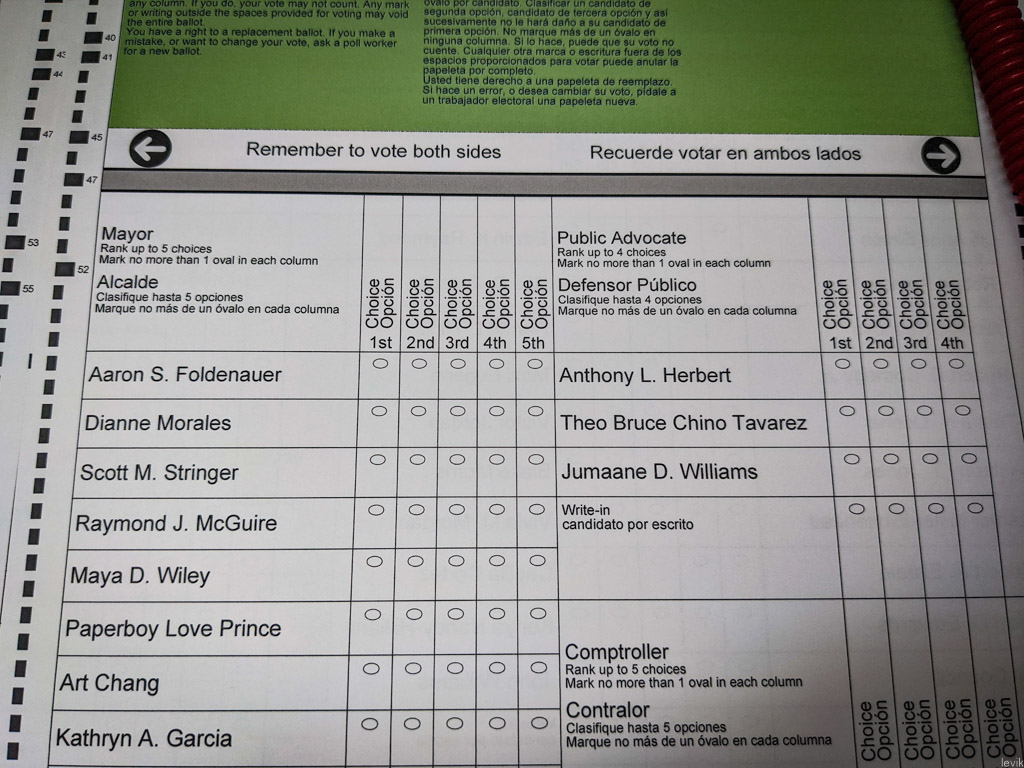 any column. If you do, your vote may not count. Any mark
or writing outside the spaces provided for voting may void
the entire ballot.
You have a right to a replacement ballot. If you make a
mistake, or want to change your vote, ask a poll worker
for a new ballot.
óvalo por candidato. Clasificar un candidato de
segunda opción, candidato de tercera opción y así
sucesivamente no le hará daño a su candidato de
primera opción. No marque más de un óvalo en
ninguna columna. Si lo hace, puede que su voto no
cuente. Cualquier otra marca o escritura fuera de los
espacios proporcionados para votar puede anular la
papeleta por completo.
Usted tiene derecho a una papeleta de reemplazo.
Si hace un error, o desea cambiar su voto, pídale a
un trabajador electoral una papeleta nueva.
40
43
41
44
47
45
47
53
52
55
Remember to vote both sides
Recuerde votar en ambos lados
Mayor
Rank up to 5 choices
Mark no more than 1 oval in each column
Alcalde
Clasifique hasta 5 opciones
Marque no más de un óvalo en cada columna
Choice Opción 1st
Choice Opción 2nd
Choice Opción 3rd
Choice Opción 4th
Choice Opción 5th
Aaron S. Foldenauer
Dianne Morales
Scott M. Stringer
Raymond J. McGuire
Maya D. Wiley
Paperboy Love Prince
Art Chang
Kathryn A. Garcia
Public Advocate
Rank up to 4 choices
Mark no more than 1 oval in each column
Defensor Público
Clasifique hasta 4 opciones
Marque no más de un óvalo en cada columna
Choice Opción 1st
Choice Opción 2nd
Choice Opción 3rd
Choice Opción 4th
Anthony L. Herbert
Theo Bruce Chino Tavarez
Jumaane D. Williams
Write-in
candidato por escrito
Comptroller
Rank up to 5 choices
Mark no more than 1 oval in each column
Contralor
Clasifique hasta 5 opciones
Marque no más de un óvalo en cada columna
Choice Opción
Choice Opción
Choice Opción
Choice Opción
levik